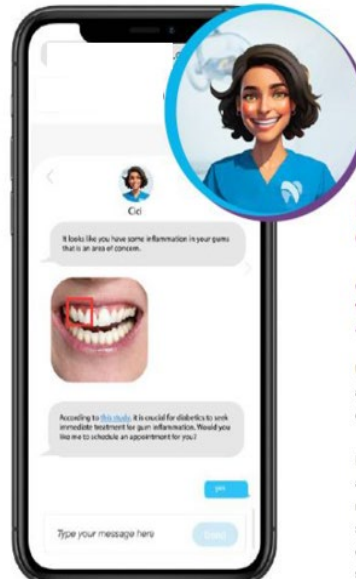 Cici
It looks like you have some inflammation in your gums
that is an area of concern.
According to this study, it is crucial for diabetics to seek
immediate treatment for gum inflammation. Would you
like me to schedule an appointment for you?
yes
Type your message here
Send